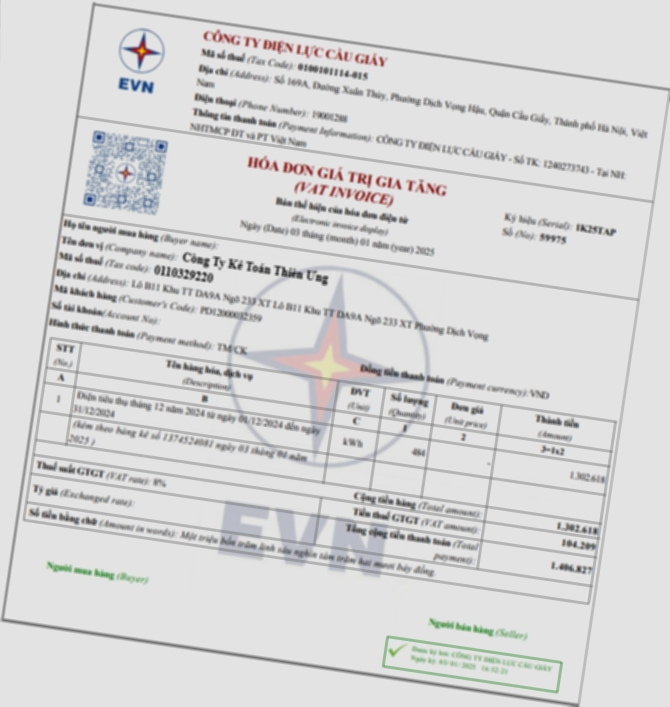 EVN
CÔNG TY ĐIỆN LỰC CẦU GIẤY
Mã số thuế (Tax Code): 0100101114-015
Địa chỉ (Address): Số 169A, Đường Xuân Thủy, Phường Dịch Vọng Hậu, Quận Cầu Giấy, Thành phố Hà Nội, Việt
Nam
Điện thoại (Phone Number): 19001288
Thông tin thanh toán (Payment Information): CÔNG TY ĐIỆN LỰC CẦU GIẤY - Số TK: 1240273743 - Tại NH:
NHTMCP ĐT và PT Việt Nam
HÓA ĐƠN GIÁ TRỊ GIA TĂNG
(VAT INVOICE)
Bản thể hiện của hóa đơn điện tử
(Electronic invoice display)
Ngày (Date) 03 tháng (month) 01 năm (year) 2025
Ký hiệu (Serial): 1K25TAP
Số (No): 59975
Họ tên người mua hàng (Buyer name):
Tên đơn vị (Company name): Công Ty Kế Toán Thiên Ưng
Mã số thuế (Tax code): 0110329220
Địa chỉ (Address): Lô B11 Khu TT DA9A Ngõ 233 XT Lô B11 Khu TT DA9A Ngõ 233 XT Phường Dịch Vọng
Mã khách hàng (Customer's Code): PD12000032359
Số tài khoản(Account No):
Hình thức thanh toán (Payment method): TM/CK
Đồng tiền thanh toán (Payment currency):VND
STT (No.) Tên hàng hóa, dịch vụ (Description) ĐVT (Unit) Số lượng (Quantity) Đơn giá (Unit price) Thành tiền (Amount)
A B C 1 2 3=1x2
1 Điện tiêu thụ tháng 12 năm 2024 từ ngày 01/12/2024 đến ngày
31/12/2024 kWh 484 - 1.302.618
(kèm theo bảng kê số 1374524081 ngày 03 tháng 01 năm
2025 )
Cộng tiền hàng (Total amount): 1.302.618
Thuế suất GTGT (VAT rate): 8% Tiền thuế GTGT (VAT amount): 104.209
Tỷ giá (Exchanged rate): Tổng cộng tiền thanh toán (Total
payment): 1.406.827
Số tiền bằng chữ (Amount in words): Một triệu bốn trăm linh sáu nghìn tám trăm hai mươi bảy đồng.
EVN
Người mua hàng (Buyer)
Người bán hàng (Seller)
Được ký bởi: CÔNG TY ĐIỆN LỰC CẦU GIẤY
Ngày ký: 03/01/2025